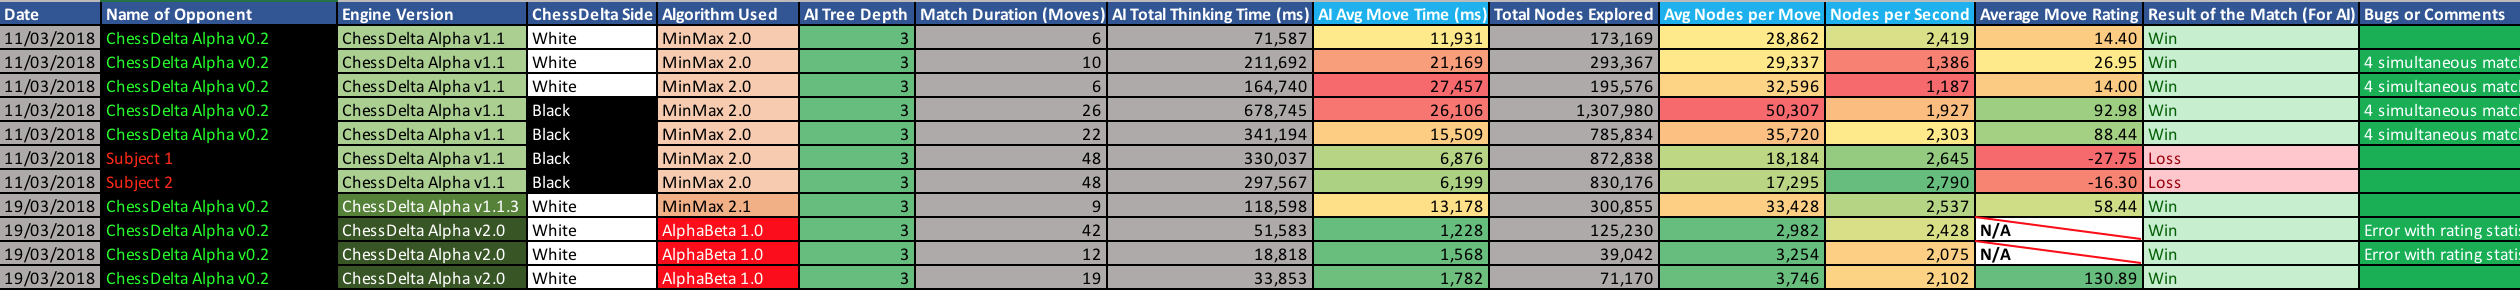 Date Name of Opponent Engine Version ChessDelta Side Algorithm Used AI Tree Depth Match Duration (Moves) AI Total Thinking Time (ms) AI Avg Move Time (ms) Total Nodes Explored Avg Nodes per Move Nodes per Second Average Move Rating Result of the Match (For AI) Bugs or Comments
11/03/2018 ChessDelta Alpha v0.2 ChessDelta Alpha v1.1 White MinMax 2.0 3 6 71,587 11,931 173,169 28,862 2,419 14.40 Win
11/03/2018 ChessDelta Alpha v0.2 ChessDelta Alpha v1.1 White MinMax 2.0 3 10 211,692 21,169 293,367 29,337 1,386 26.95 Win 4 simultaneous matc
11/03/2018 ChessDelta Alpha v0.2 ChessDelta Alpha v1.1 White MinMax 2.0 3 6 164,740 27,457 195,576 32,596 1,187 14.00 Win 4 simultaneous matc
11/03/2018 ChessDelta Alpha v0.2 ChessDelta Alpha v1.1 Black MinMax 2.0 3 26 678,745 26,106 1,307,980 50,307 1,927 92.98 Win 4 simultaneous matc
11/03/2018 ChessDelta Alpha v0.2 ChessDelta Alpha v1.1 Black MinMax 2.0 3 22 341,194 15,509 785,834 35,720 2,303 88.44 Win 4 simultaneous matc
11/03/2018 Subject 1 ChessDelta Alpha v1.1 Black MinMax 2.0 3 48 330,037 6,876 872,838 18,184 2,645 -27.75 Loss
11/03/2018 Subject 2 ChessDelta Alpha v1.1 Black MinMax 2.0 3 48 297,567 6,199 830,176 17,295 2,790 -16.30 Loss
19/03/2018 ChessDelta Alpha v0.2 ChessDelta Alpha v1.1.3 White MinMax 2.1 3 9 118,598 13,178 300,855 33,428 2,537 58.44 Win
19/03/2018 ChessDelta Alpha v0.2 ChessDelta Alpha v2.0 White AlphaBeta 1.0 3 42 51,583 1,228 125,230 2,982 2,428 N/A Win Error with rating statis
19/03/2018 ChessDelta Alpha v0.2 ChessDelta Alpha v2.0 White AlphaBeta 1.0 3 12 18,818 1,568 39,042 3,254 2,075 N/A Win Error with rating statis
19/03/2018 ChessDelta Alpha v0.2 ChessDelta Alpha v2.0 White AlphaBeta 1.0 3 19 33,853 1,782 71,170 3,746 2,102 130.89 Win